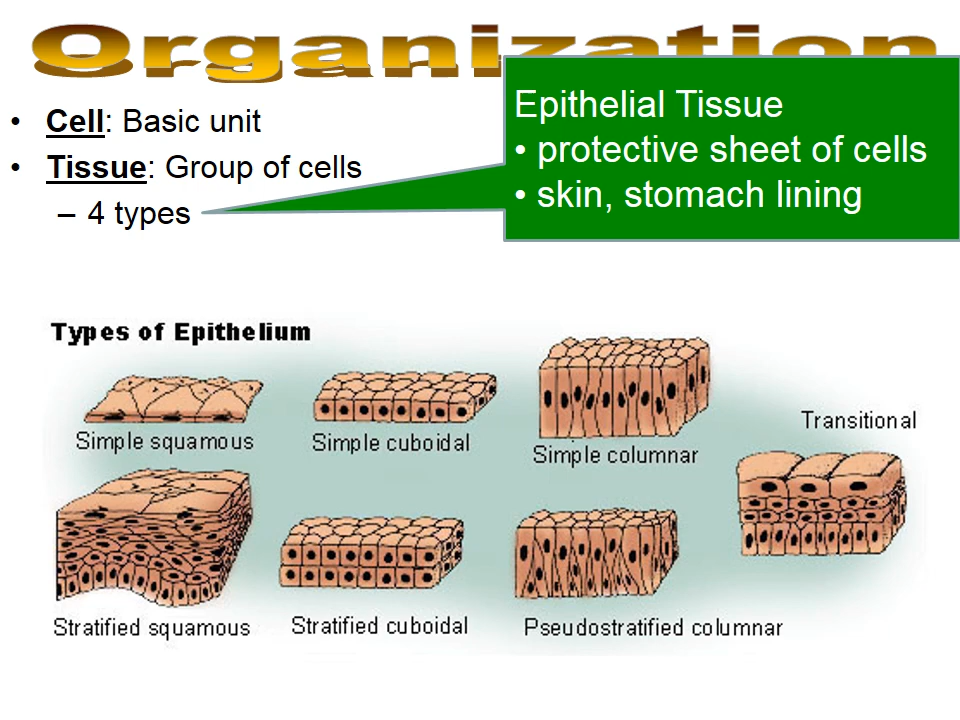 Organization
• Cell: Basic unit
• Tissue: Group of cells
– 4 types
Epithelial Tissue
• protective sheet of cells
• skin, stomach lining
Types of Epithelium
Simple squamous
Simple cuboidal
Simple columnar
Transitional
Stratified squamous
Stratified cuboidal
Pseudostratified columnar